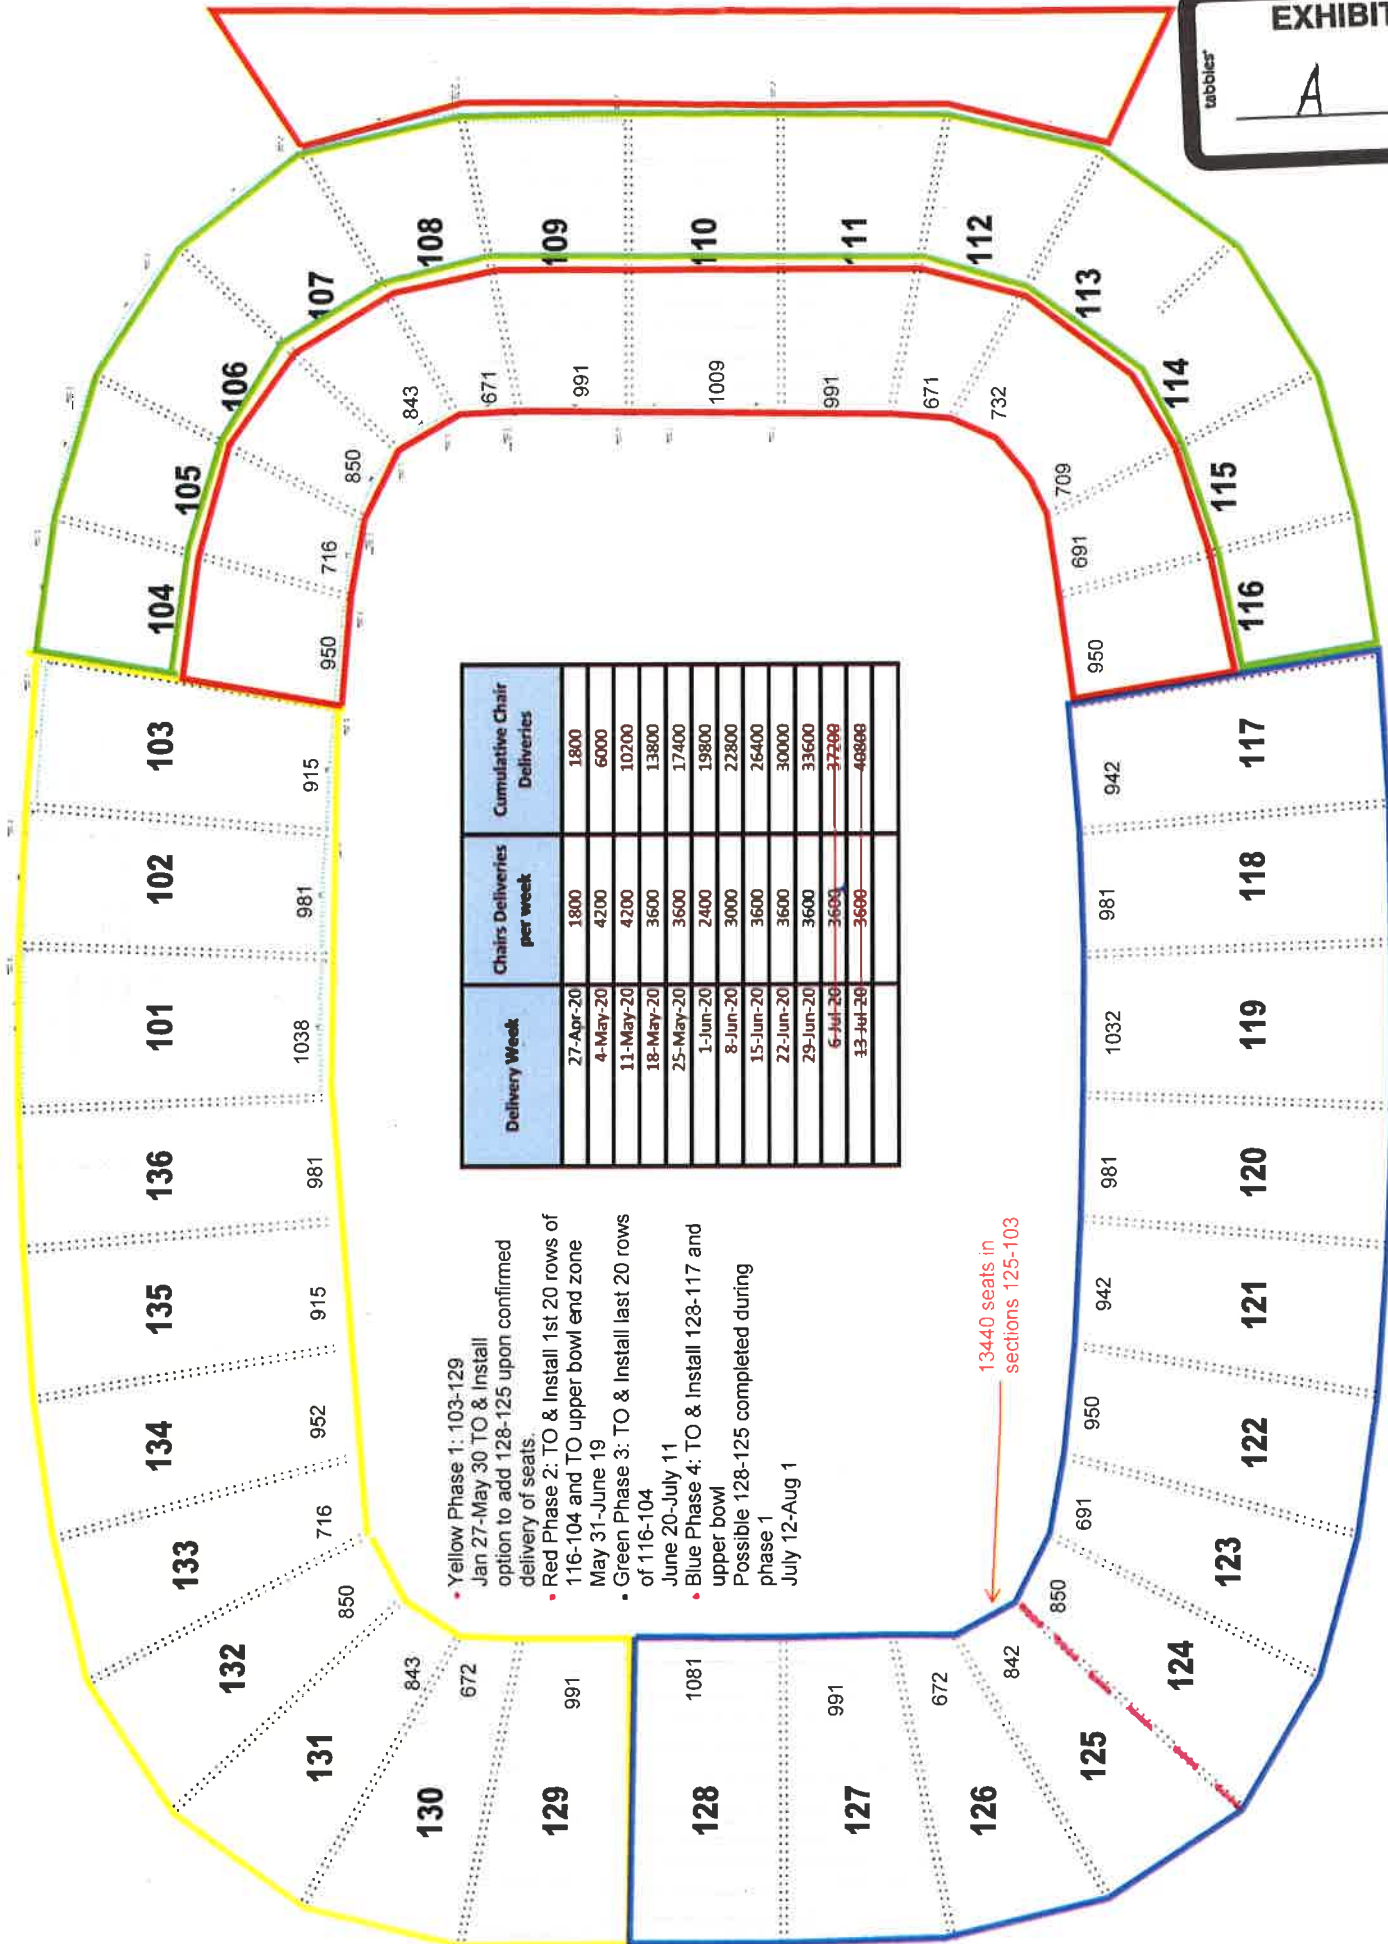 EXHIBIT
tabbies®
A
104
105
106
107
108
109
110
111
112
113
114
115
116
950
716
850
843
671
991
1009
991
671
732
709
691
950
103
102
101
136
135
134
133
132
131
130
129
915
981
1038
981
915
952
716
850
843
672
991
128
127
126
125
124
123
122
121
120
119
118
117
1081
991
672
842
850
691
950
942
981
1032
981
942
• Yellow Phase 1: 103-129
Jan 27-May 30 TO & Install
option to add 128-125 upon confirmed
delivery of seats.
• Red Phase 2: TO & Install 1st 20 rows of
116-104 and TO upper bowl end zone
May 31-June 19
• Green Phase 3: TO & Install last 20 rows
of 116-104
June 20-July 11
• Blue Phase 4: TO & Install 128-117 and
upper bowl
Possible 128-125 completed during
phase 1
July 12-Aug 1
Delivery Week Chairs Deliveries per week Cumulative Chair Deliveries
27-Apr-20 1800 1800
4-May-20 4200 6000
11-May-20 4200 10200
18-May-20 3600 13800
25-May-20 3600 17400
1-Jun-20 2400 19800
8-Jun-20 3000 22800
15-Jun-20 3600 26400
22-Jun-20 3600 30000
29-Jun-20 3600 33600
6-Jul-20 3600 37200
13-Jul-20 3600 40800
13440 seats in
sections 125-103